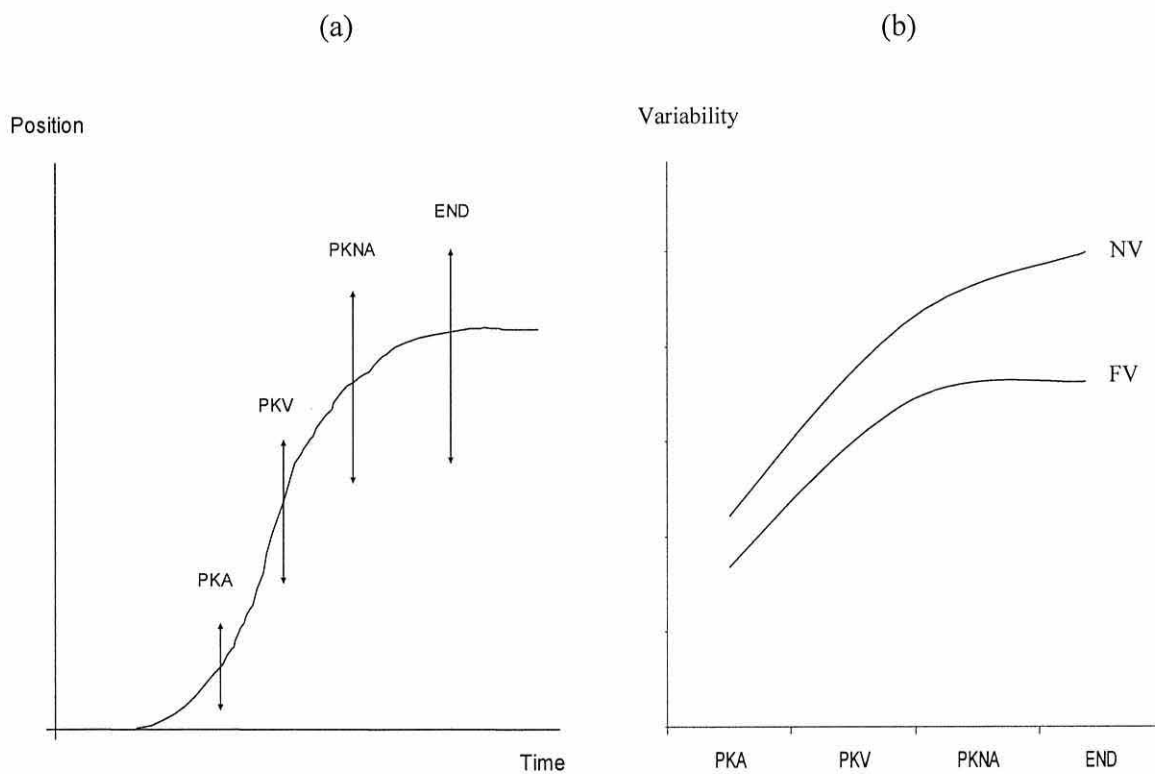 (a)
Position
END
PKNA
PKV
PKA
Time
(b)
Variability
NV
FV
PKA PKV PKNA END